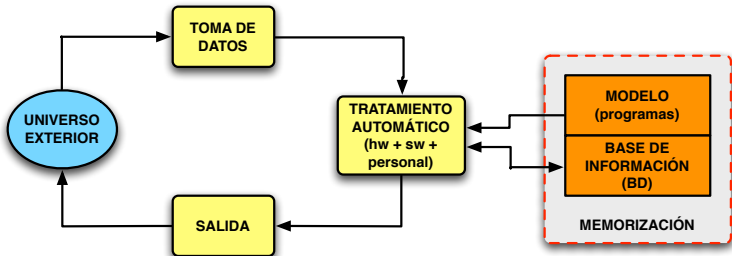 TOMA DE
DATOS
UNIVERSO
EXTERIOR
TRATAMIENTO
AUTOMÁTICO
(hw + sw +
personal)
MODELO
(programas)
BASE DE
INFORMACIÓN
(BD)
SALIDA
MEMORIZACIÓN